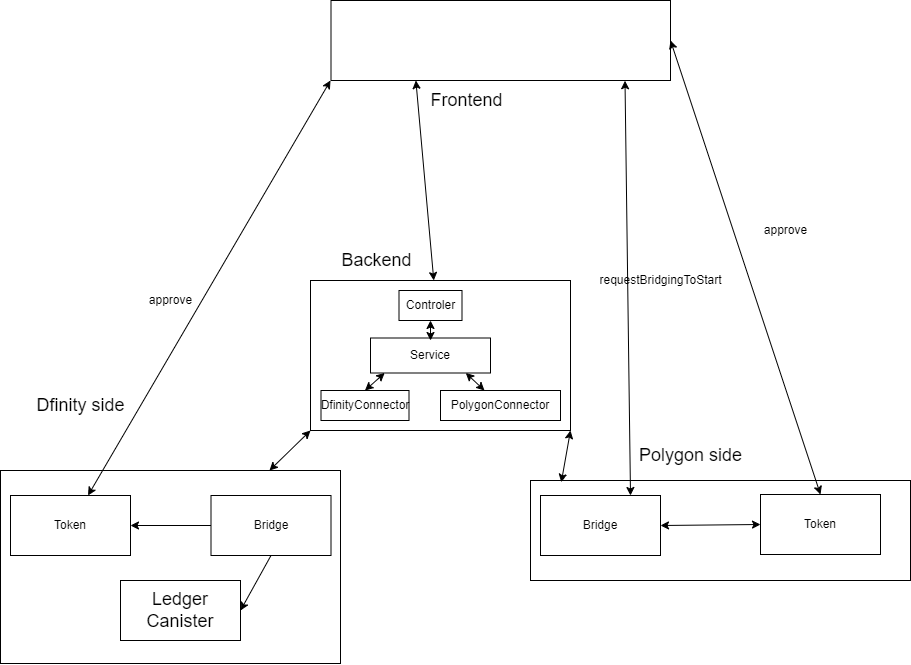 Frontend
approve
Backend
requestBridgingToStart
approve
Controler
Service
DfinityConnector
PolygonConnector
Dfinity side
Polygon side
Token
Bridge
Bridge
Token
Ledger
Canister